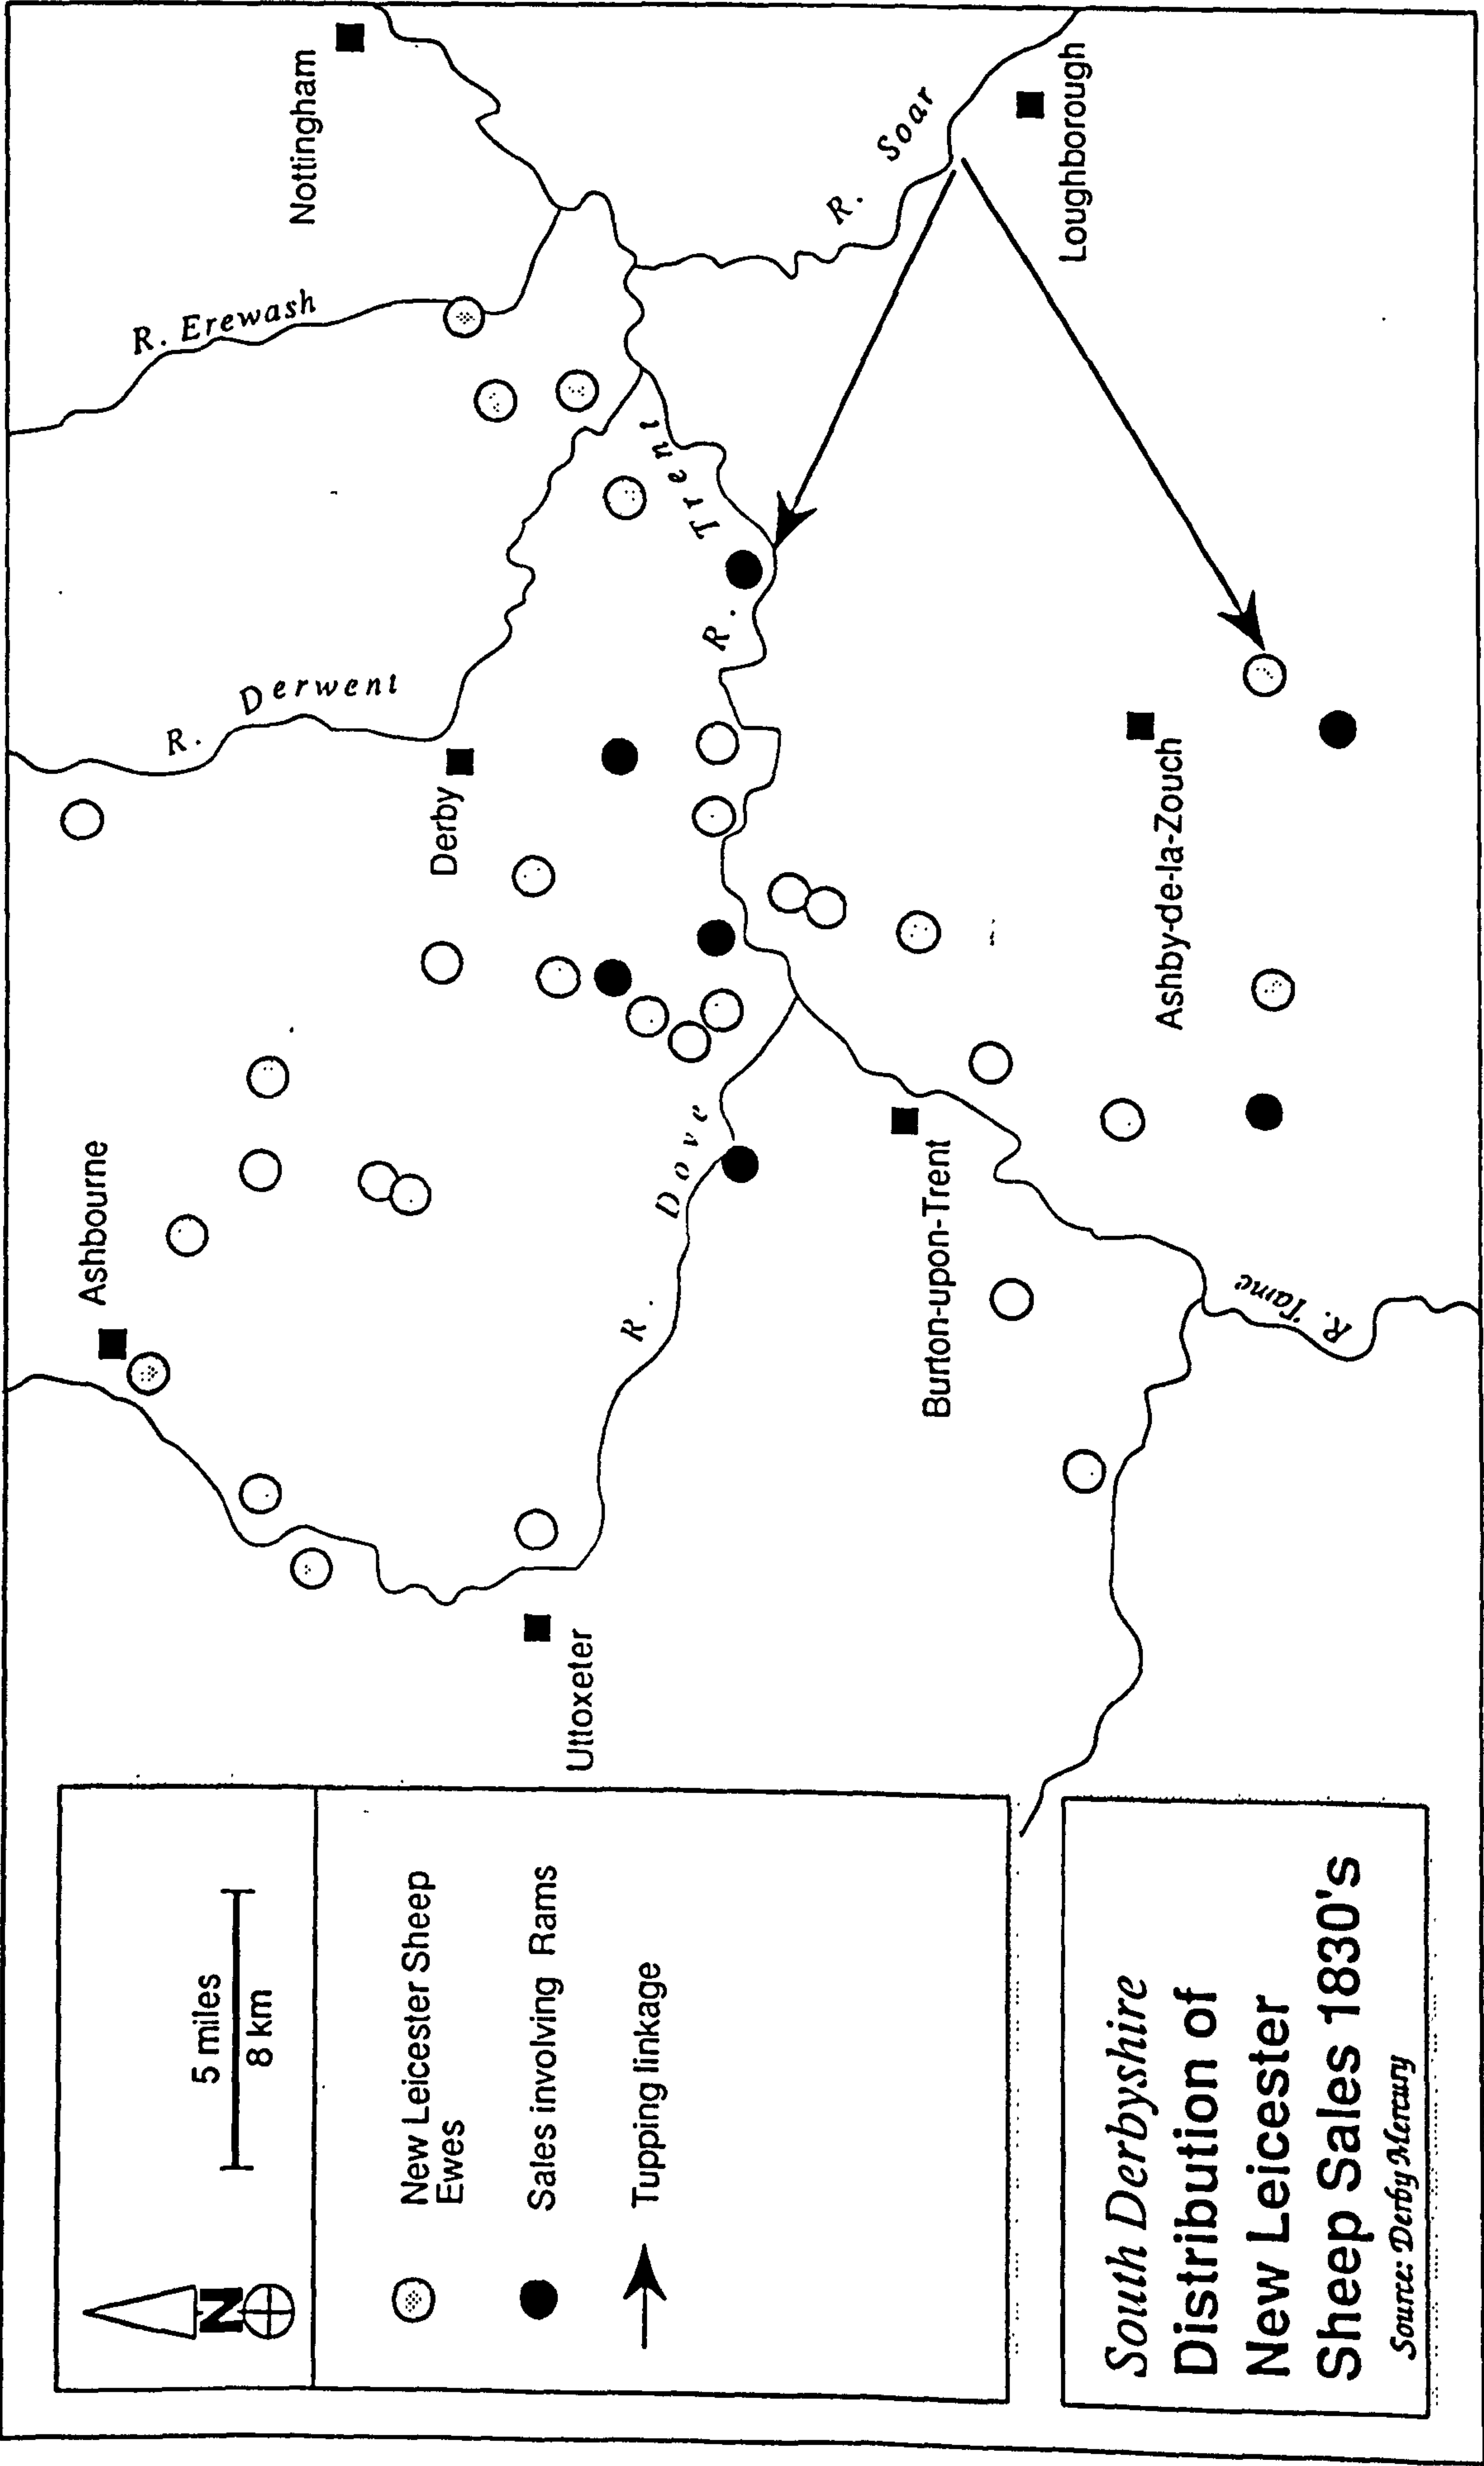 5 miles
8 km
N
New Leicester Sheep
Ewes
Sales involving Rams
Tupping linkage
South Derbyshire
Distribution of
New Leicester
Sheep Sales 1830's
Source: Derby Mercury
Ashbourne
Uttoxeter
Derby
Nottingham
Burton-upon-Trent
Ashby-de-la-Zouch
Loughborough
R. Erewash
R. Derwent
R. Trent
R. Dove
R. Soar
R. Tame